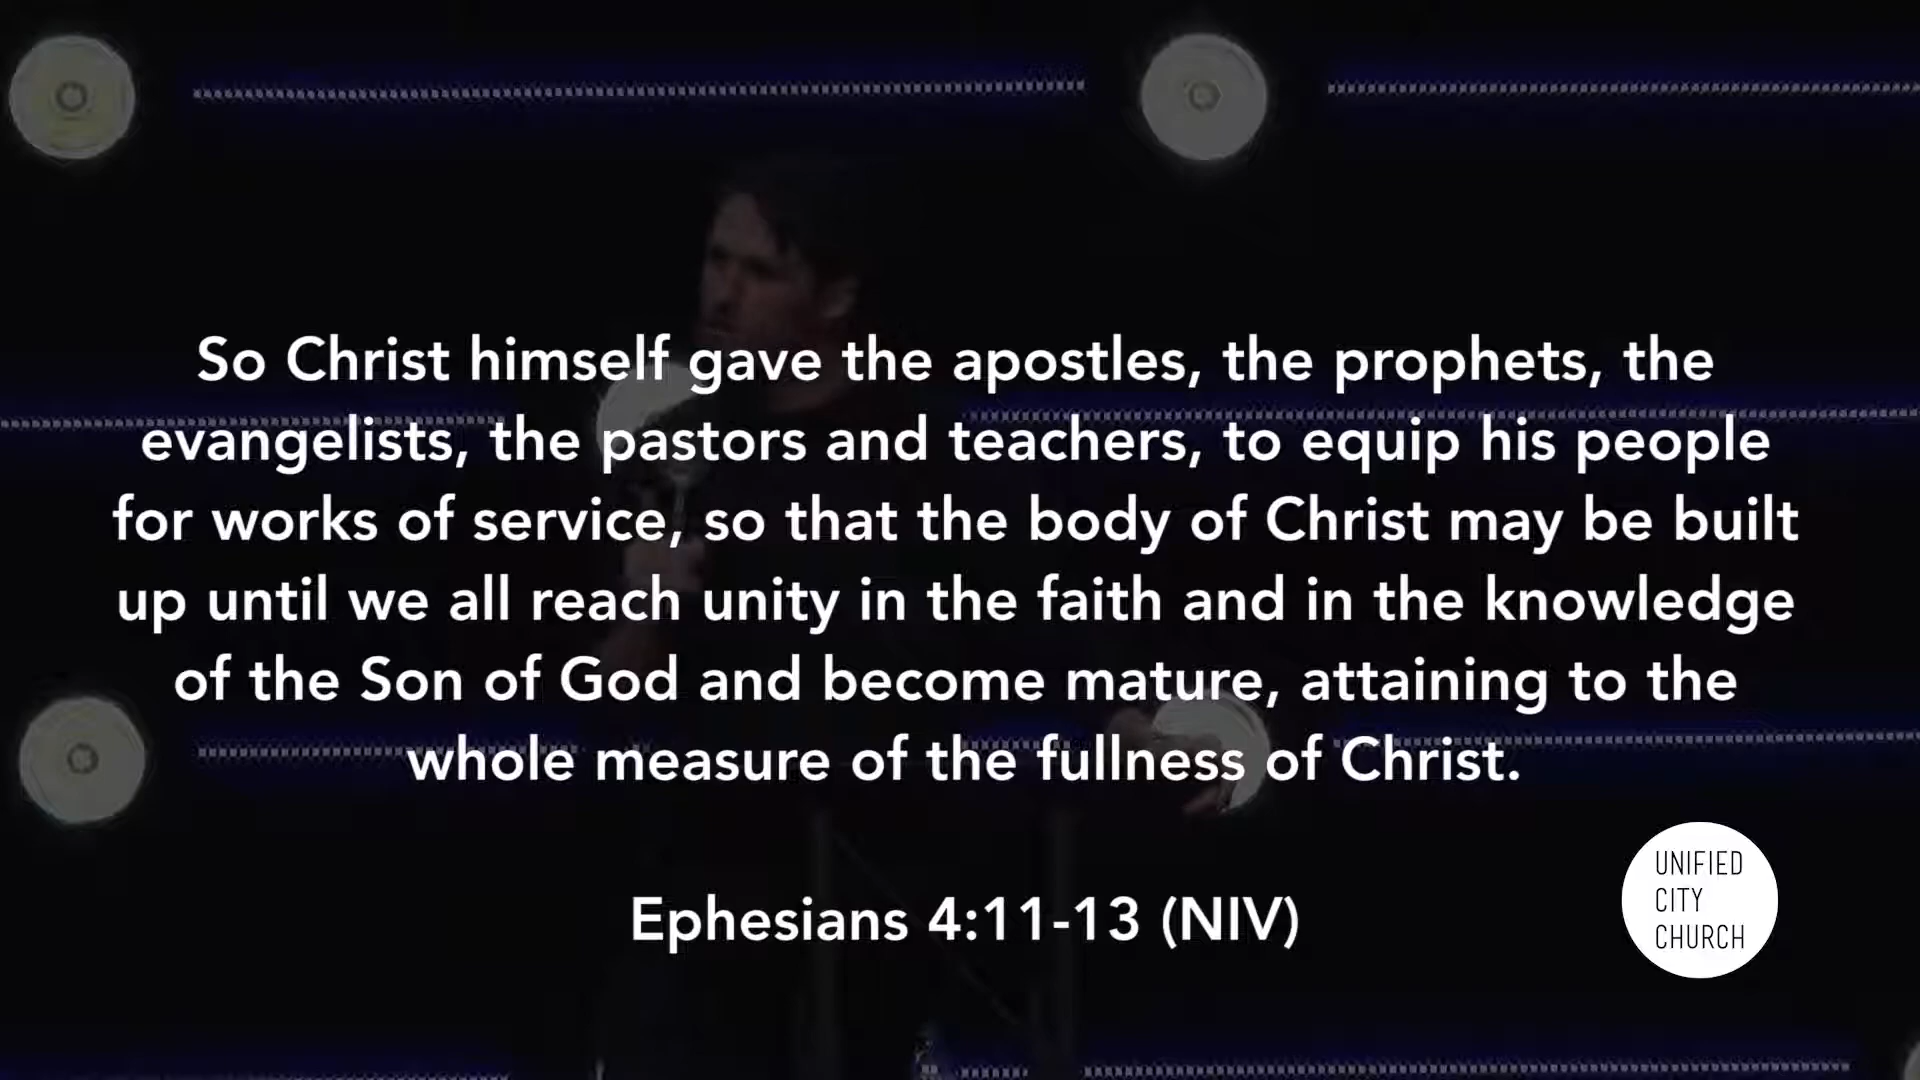 So Christ himself gave the apostles, the prophets, the
evangelists, the pastors and teachers, to equip his people
for works of service, so that the body of Christ may be built
up until we all reach unity in the faith and in the knowledge
of the Son of God and become mature, attaining to the
whole measure of the fullness of Christ.
Ephesians 4:11-13 (NIV)
UNIFIED
CITY
CHURCH